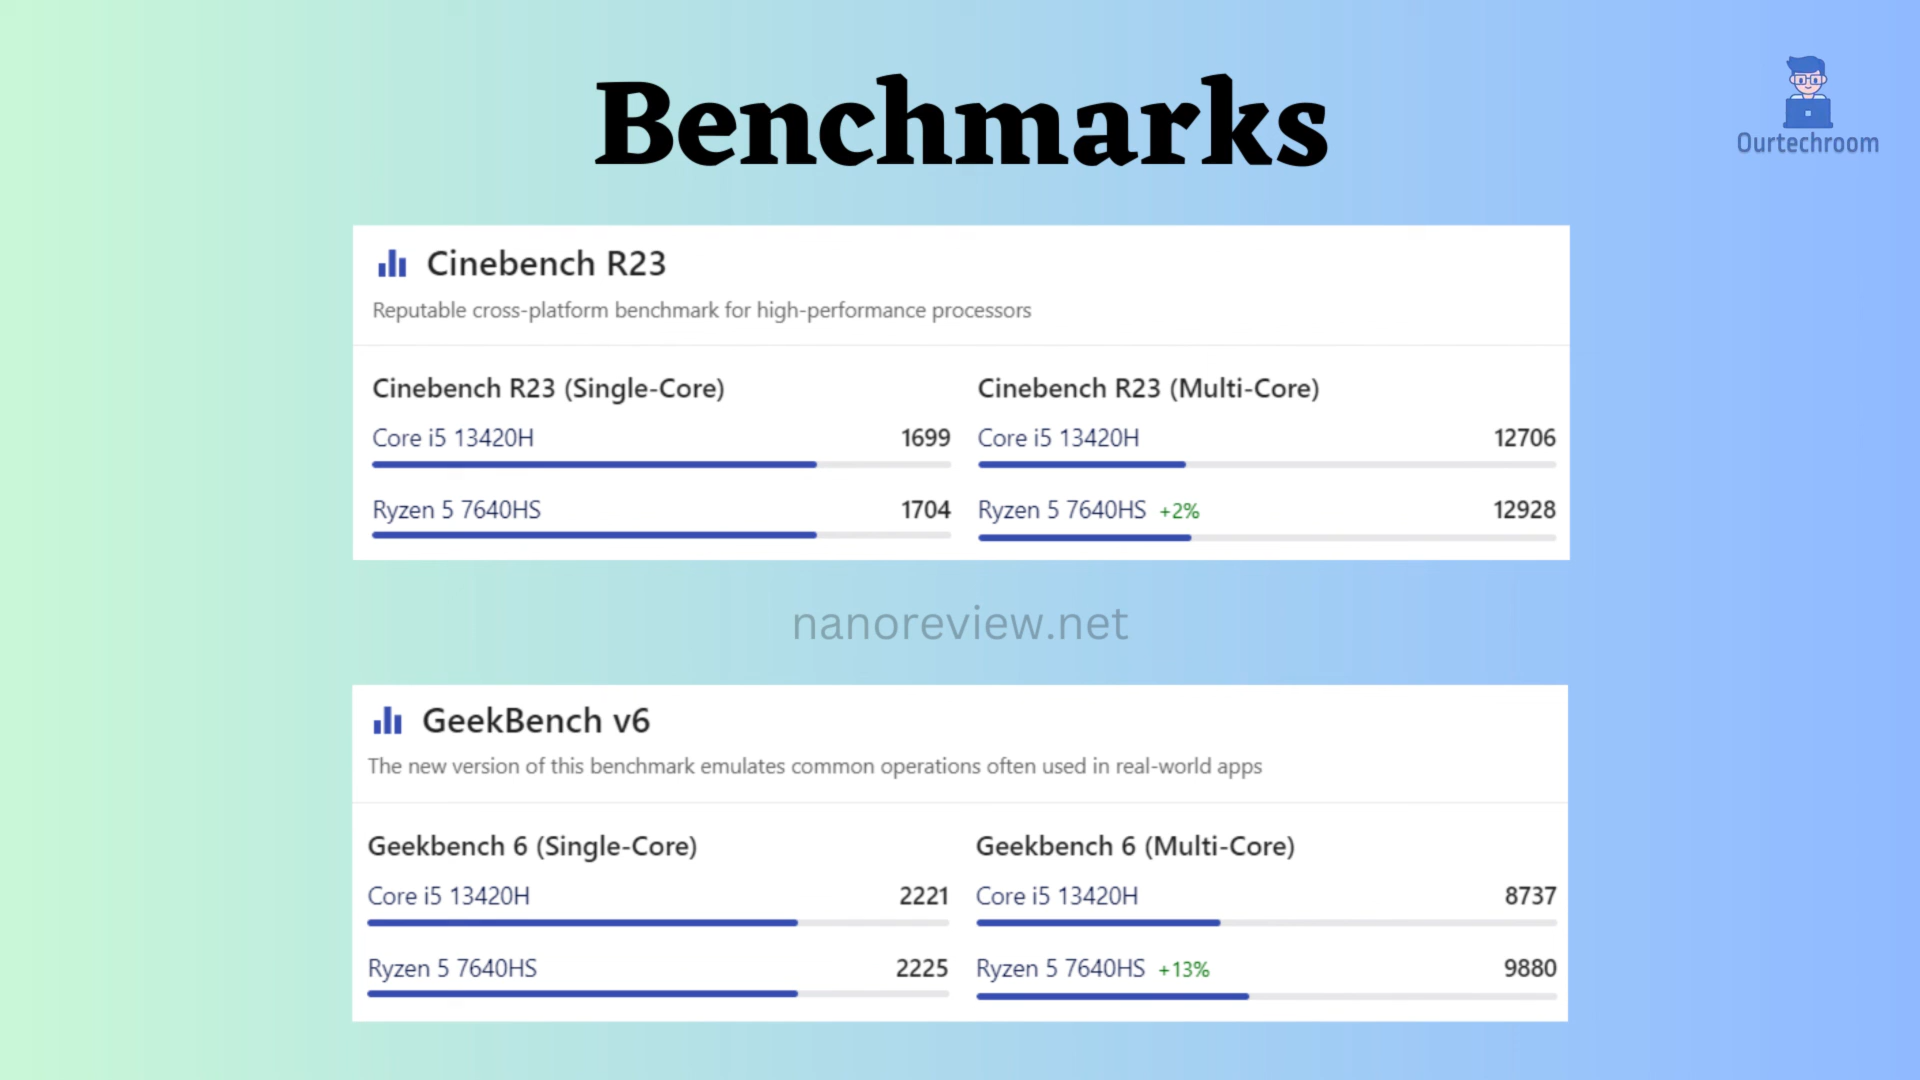 Benchmarks
Ourtechroom
Cinebench R23
Reputable cross-platform benchmark for high-performance processors
Cinebench R23 (Single-Core)
Core i5 13420H 1699
Ryzen 5 7640HS 1704
Cinebench R23 (Multi-Core)
Core i5 13420H 12706
Ryzen 5 7640HS +2% 12928
nanoreview.net
GeekBench v6
The new version of this benchmark emulates common operations often used in real-world apps
Geekbench 6 (Single-Core)
Core i5 13420H 2221
Ryzen 5 7640HS 2225
Geekbench 6 (Multi-Core)
Core i5 13420H 8737
Ryzen 5 7640HS +13% 9880